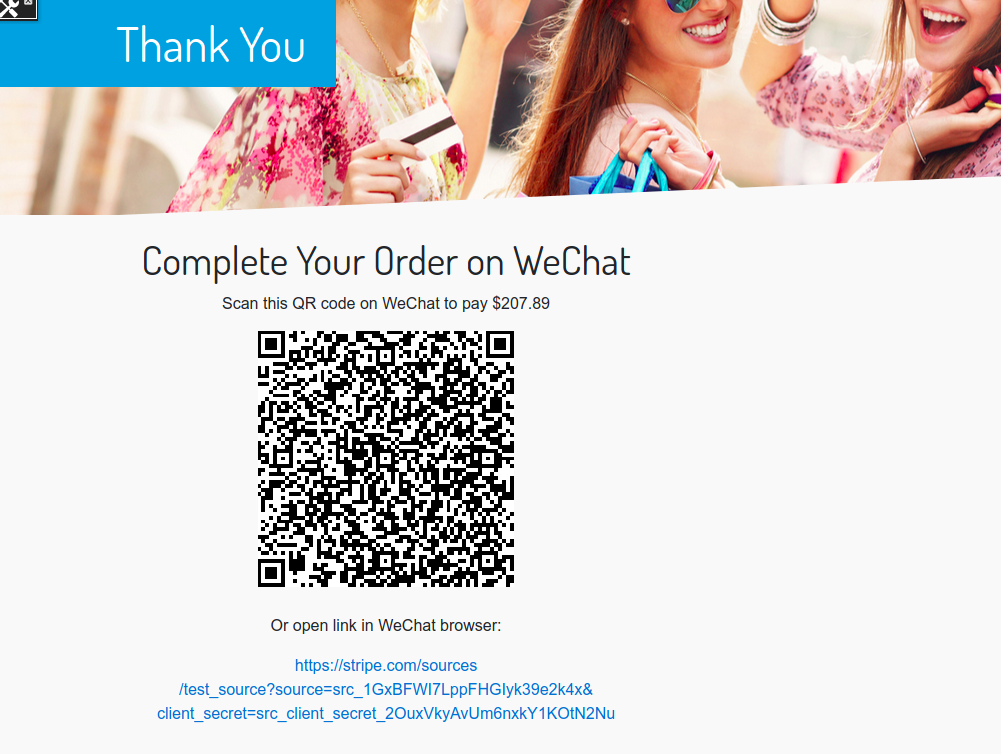 Thank You
Complete Your Order on WeChat
Scan this QR code on WeChat to pay $207.89
Or open link in WeChat browser:
https://stripe.com/sources
/test_source?source=src_1GxBFWI7LppFHGIyk39e2k4x&
client_secret=src_client_secret_2OuxVkyAvUm6nxkY1KOtN2Nu